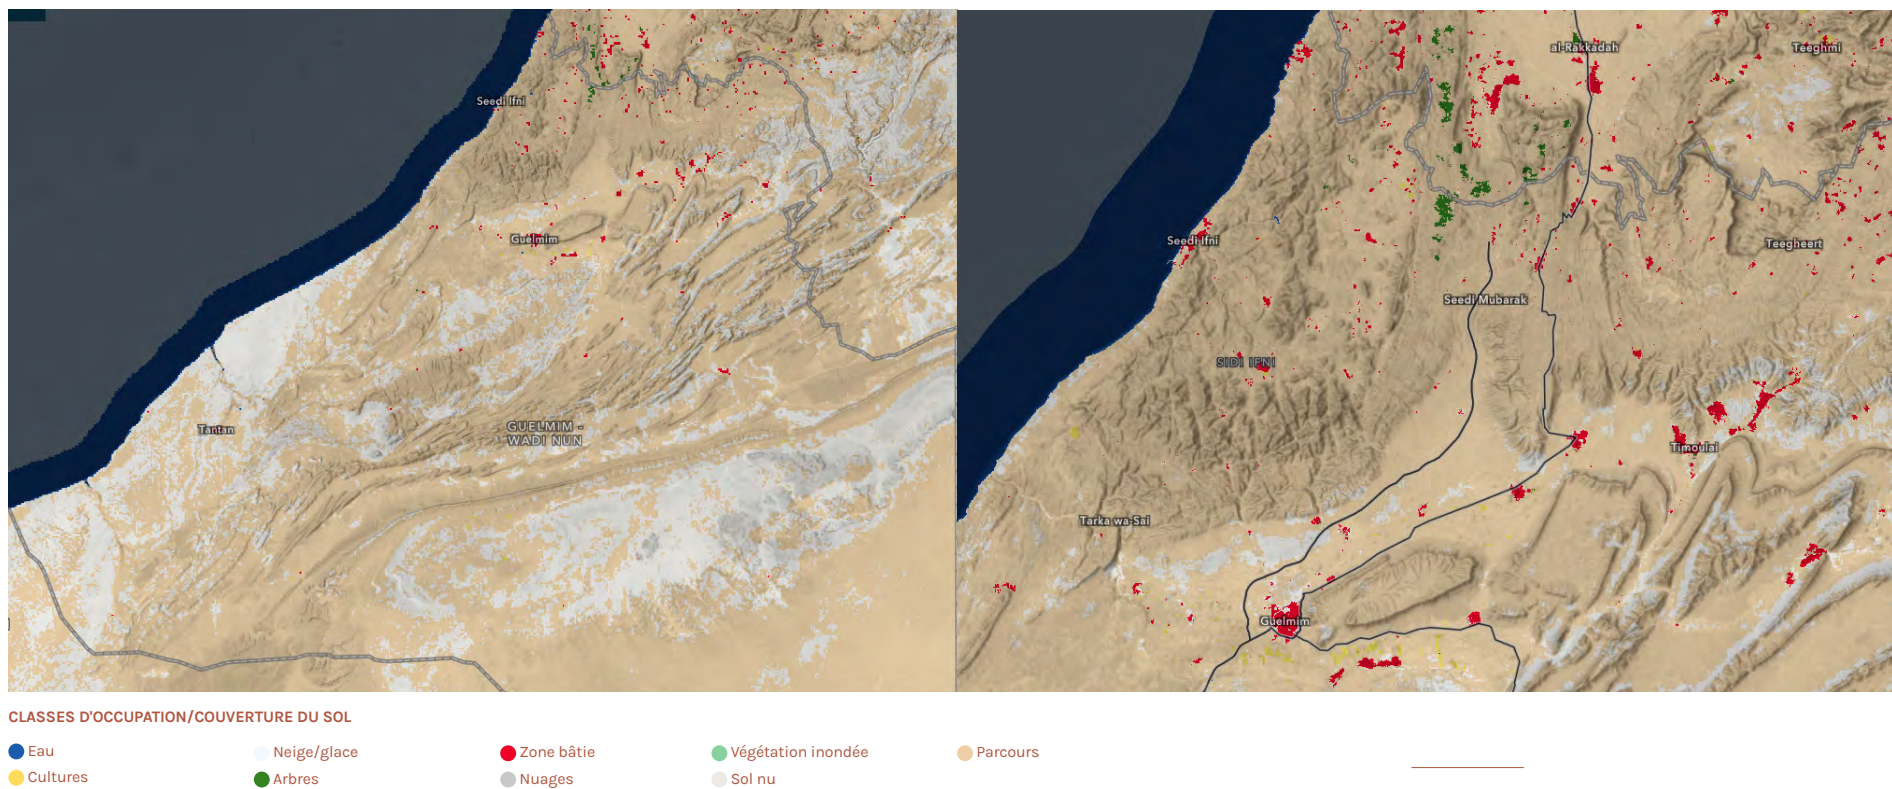 Seedi Ifni
Guelmim
GUELMIM -
WADI NUN
Tantan
al-Rakkadah
Teeghmi
Seedi Ifni
Teegheert
Seedi Mubarak
SIDI IFNI
Timoulai
Tarka wa-Sai
Guelmim
CLASSES D'OCCUPATION/COUVERTURE DU SOL
Eau
Neige/glace
Zone bâtie
Végétation inondée
Parcours
Cultures
Arbres
Nuages
Sol nu